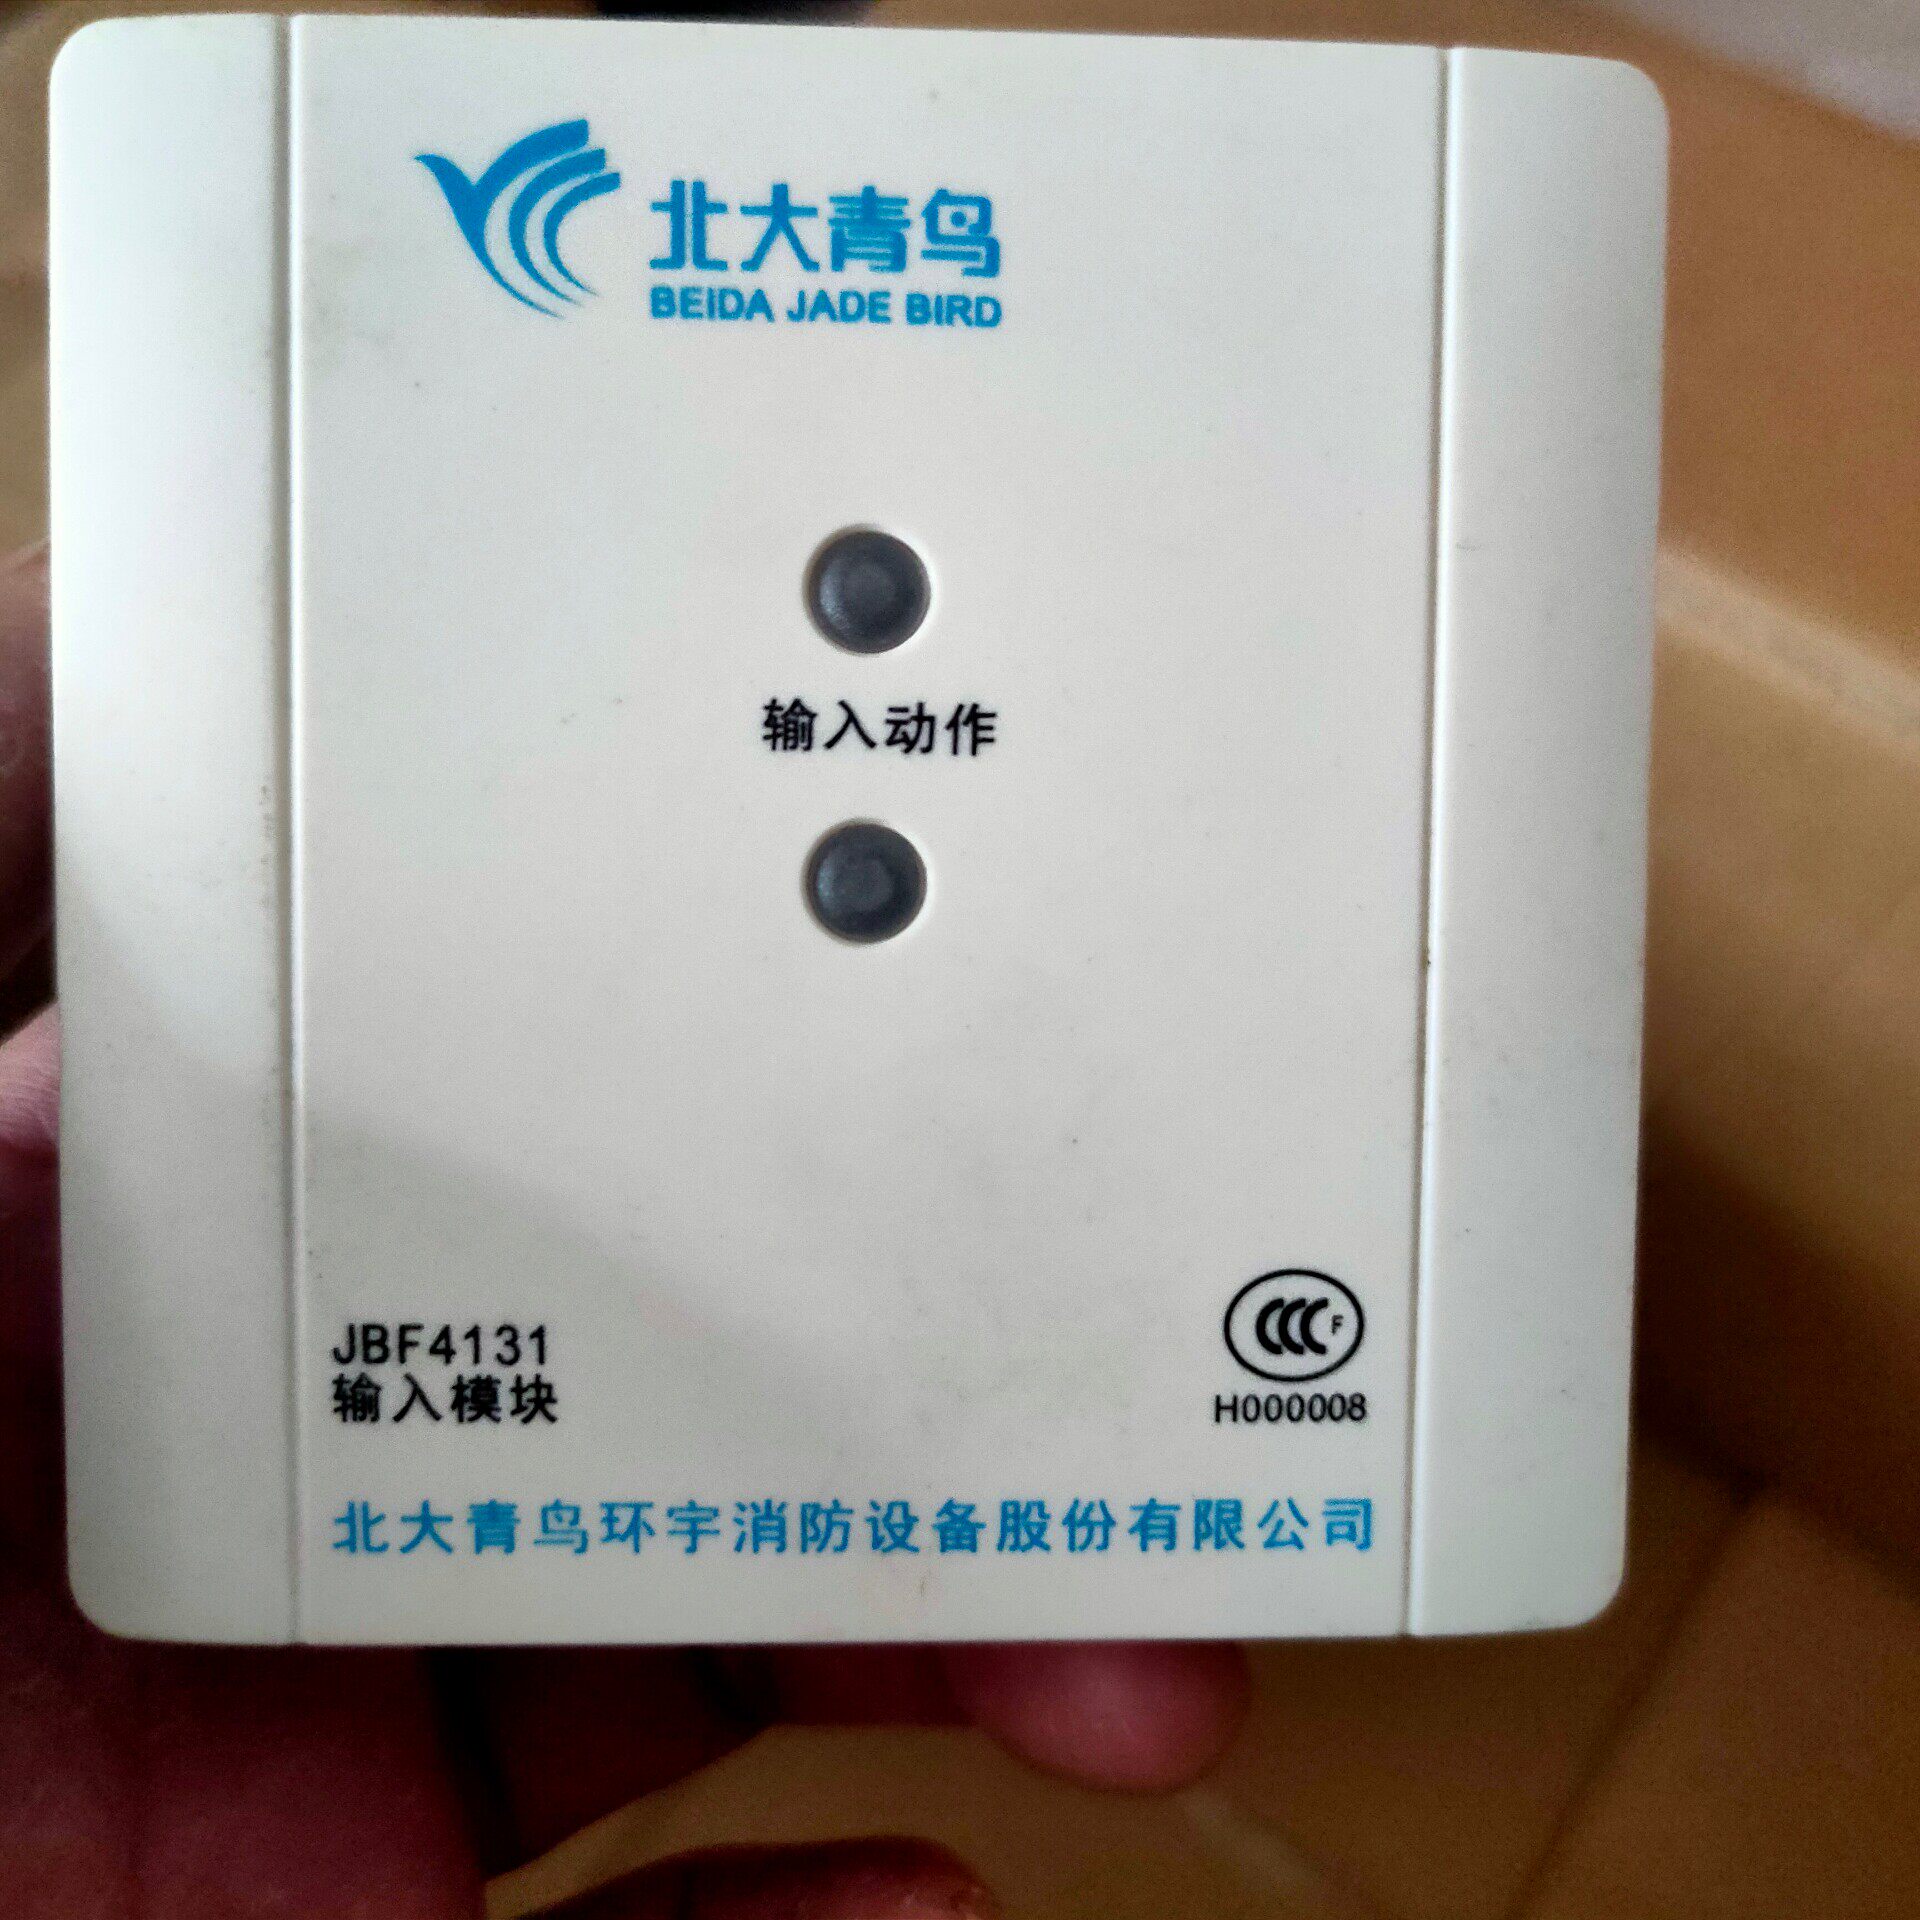 北大青鸟
BEIDA JADE BIRD
输入动作
JBF4131
输入模块
CCC F
H000008
北大青鸟环宇消防设备股份有限公司